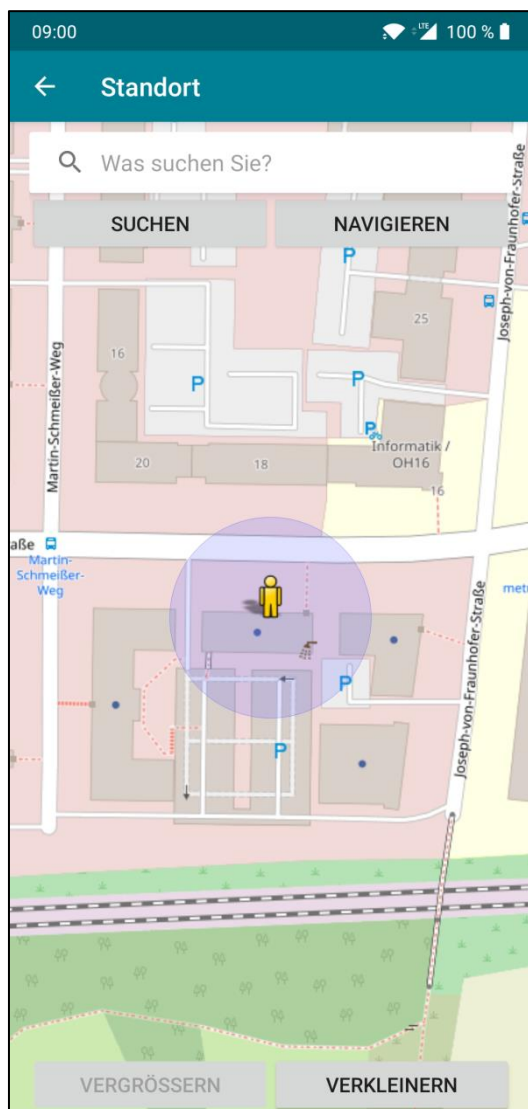 09:00
LTE
100 %
Standort
Was suchen Sie?
SUCHEN
NAVIGIEREN
Joseph-von-Fraunhofer-Straße
P
25
16
P
P
P
Martin-Schmeißer-Weg
Informatik /
OH16
20
18
16
aße
Martin-
Schmeißer-
Weg
metr
Joseph-von-Fraunhofer-Straße
P
P
VERGRÖSSERN
VERKLEINERN